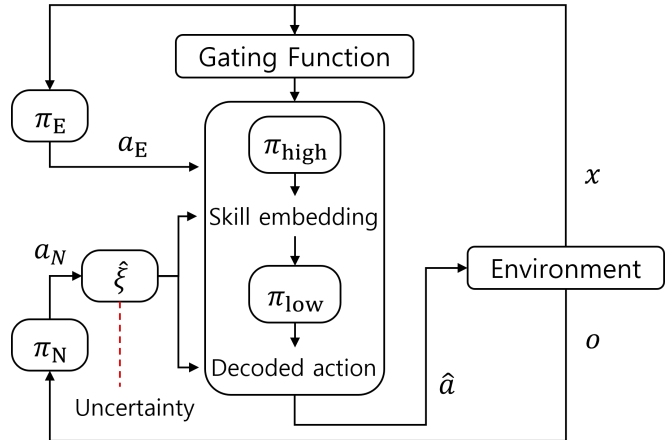 Gating Function
π_E
a_E
π_high
x
Skill embedding
a_N
ξ̂
Environment
π_low
π_N
o
Decoded action
â
Uncertainty